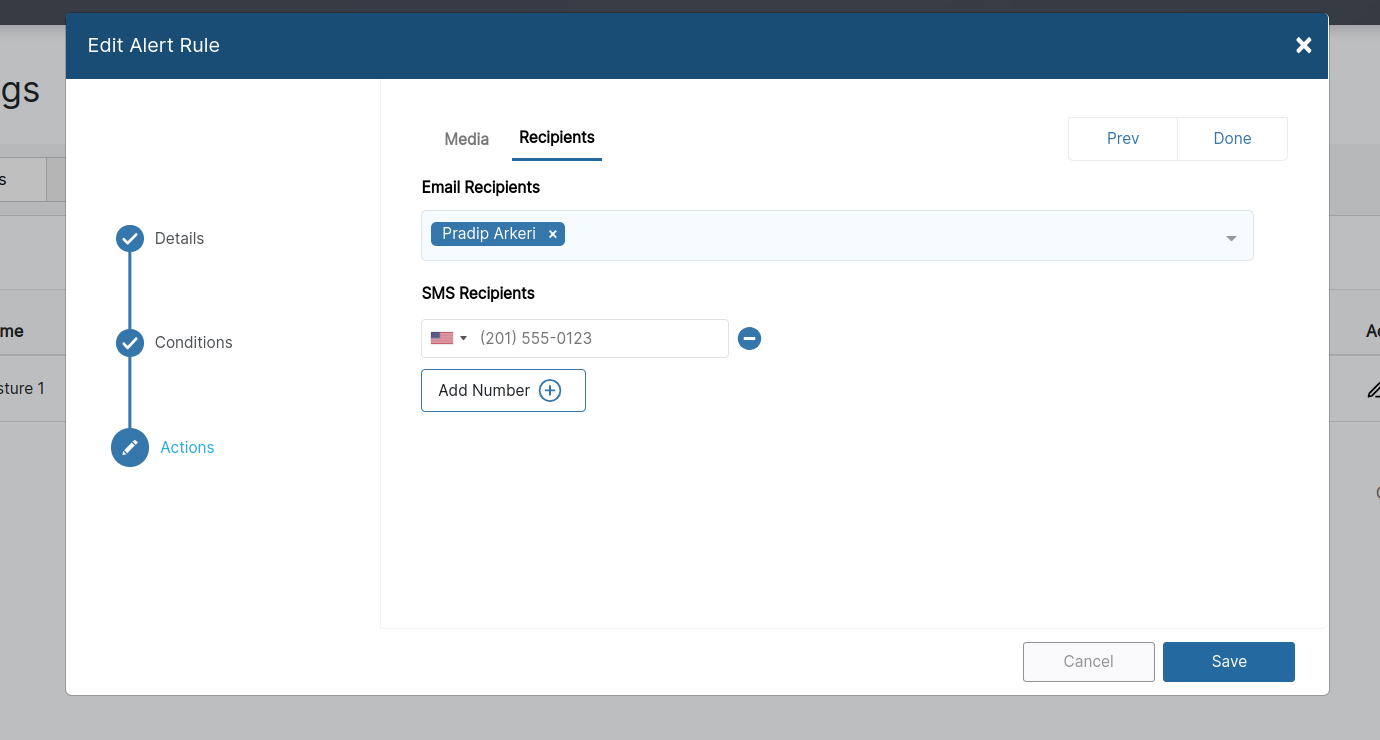 Edit Alert Rule
gs
Media
Recipients
Prev
Done
Email Recipients
s
Pradip Arkeri ×
Details
SMS Recipients
me
(201) 555-0123
Conditions
Add Number
sture 1
Actions
Cancel
Save